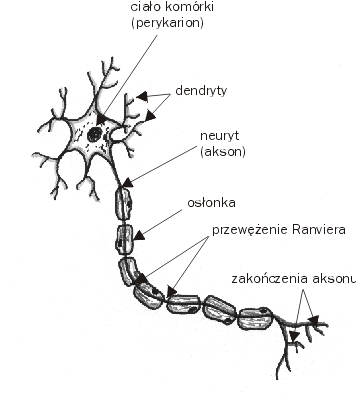 ciało komórki
(perykarion)
dendryty
neuryt
(akson)
osłonka
przewężenie Ranviera
zakończenia aksonu